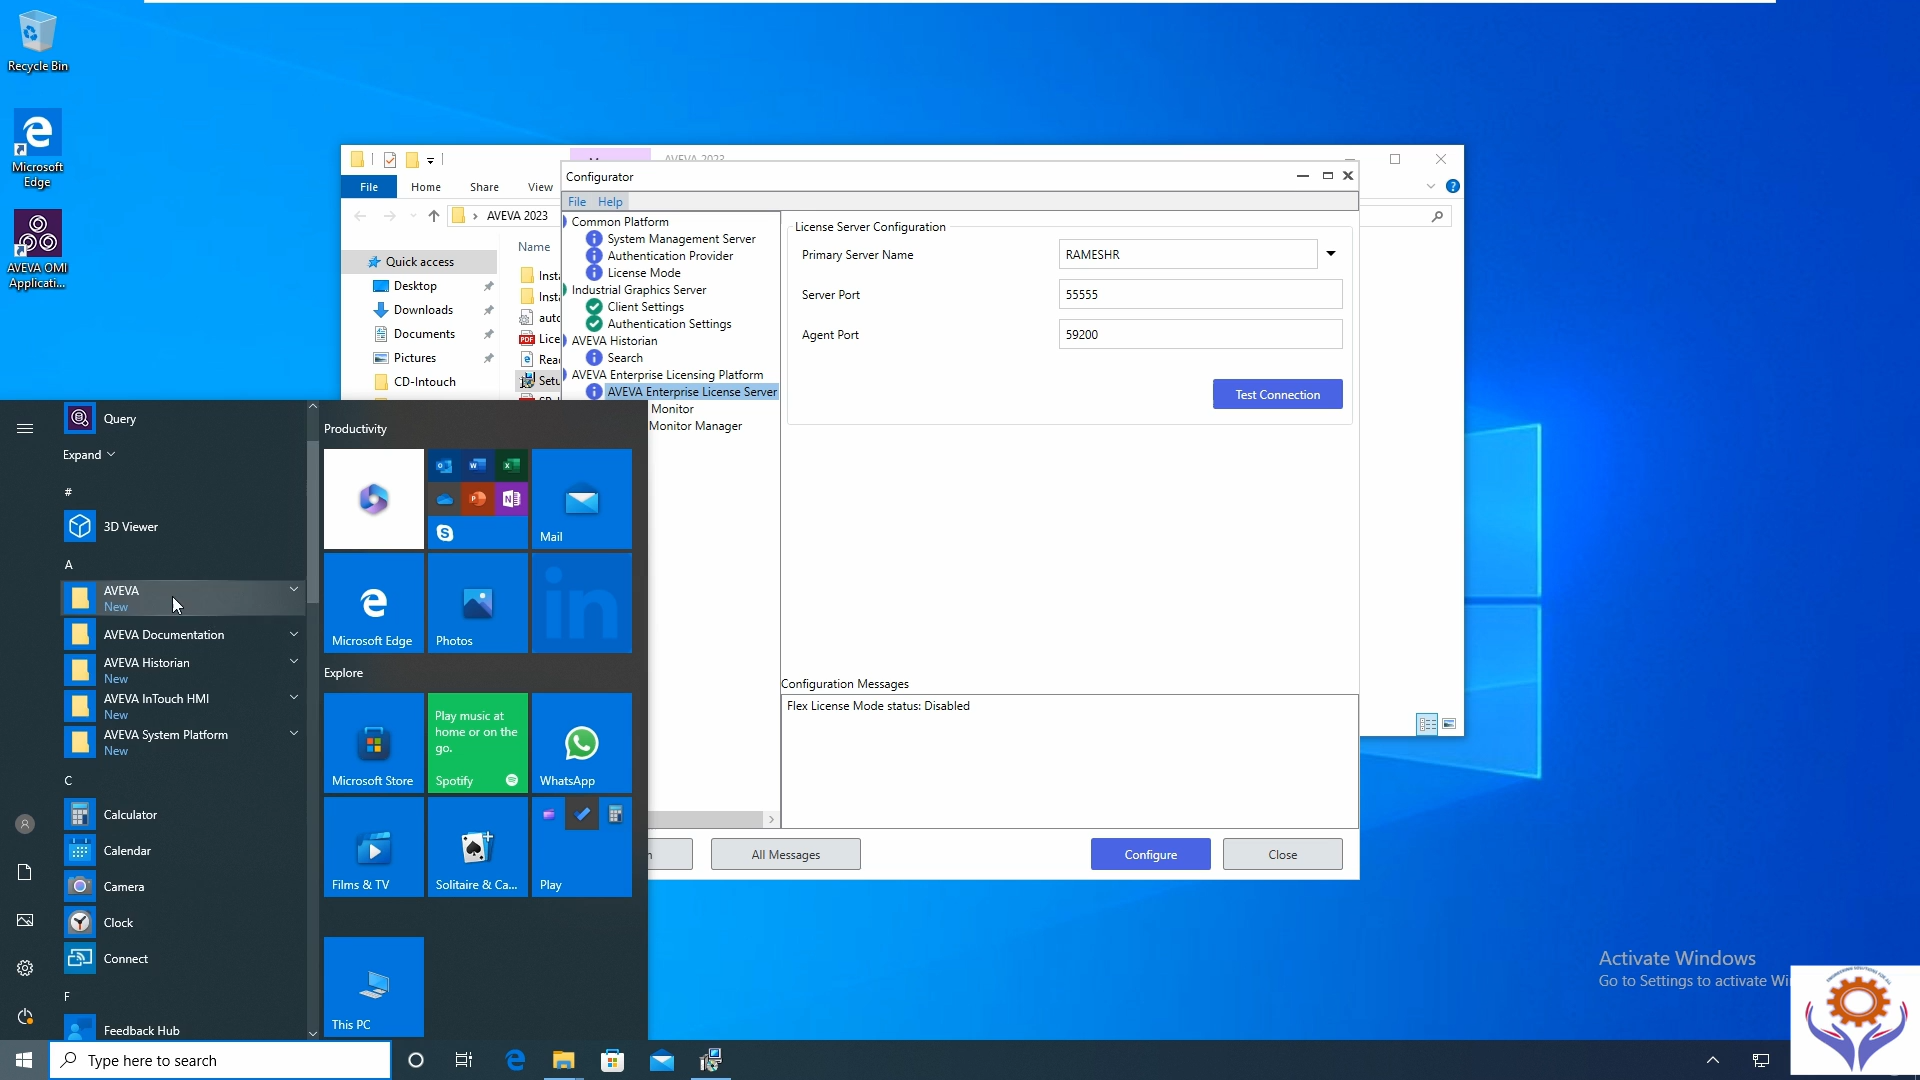 Recycle Bin
Microsoft
Edge
AVEVA OMI
Applicati...
File
Home
Share
View
AVEVA 2023
Name
Quick access
Desktop
Downloads
Documents
Pictures
CD-Intouch
Configurator
File
Help
Common Platform
System Management Server
Authentication Provider
License Mode
Industrial Graphics Server
Client Settings
Authentication Settings
AVEVA Historian
Search
AVEVA Enterprise Licensing Platform
AVEVA Enterprise License Server
Monitor
Monitor Manager
License Server Configuration
Primary Server Name
RAMESHR
Server Port
55555
Agent Port
59200
Test Connection
Configuration Messages
Flex License Mode status: Disabled
All Messages
Configure
Close
Query
Expand
#
3D Viewer
A
AVEVA
New
AVEVA Documentation
AVEVA Historian
New
AVEVA InTouch HMI
New
AVEVA System Platform
New
C
Calculator
Calendar
Camera
Clock
Connect
F
Feedback Hub
Productivity
Mail
Microsoft Edge
Photos
in
Explore
Microsoft Store
Play music at
home or on the
go.
Spotify
WhatsApp
Films & TV
Solitaire & Ca...
Play
This PC
Activate Windows
Go to Settings to activate Wi
Type here to search